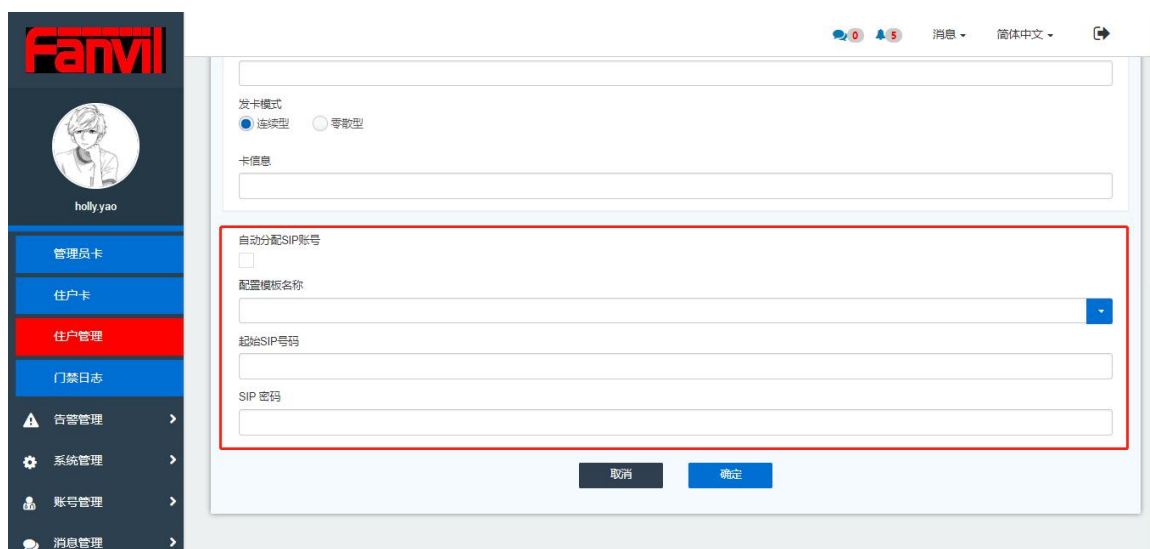 Fanvil
0
5
消息
简体中文
holly.yao
管理员卡
住户卡
住户管理
门禁日志
告警管理
系统管理
账号管理
消息管理
发卡模式
连续型 零散型
卡信息
自动分配SIP账号
配置模板名称
起始SIP号码
SIP 密码
取消
确定